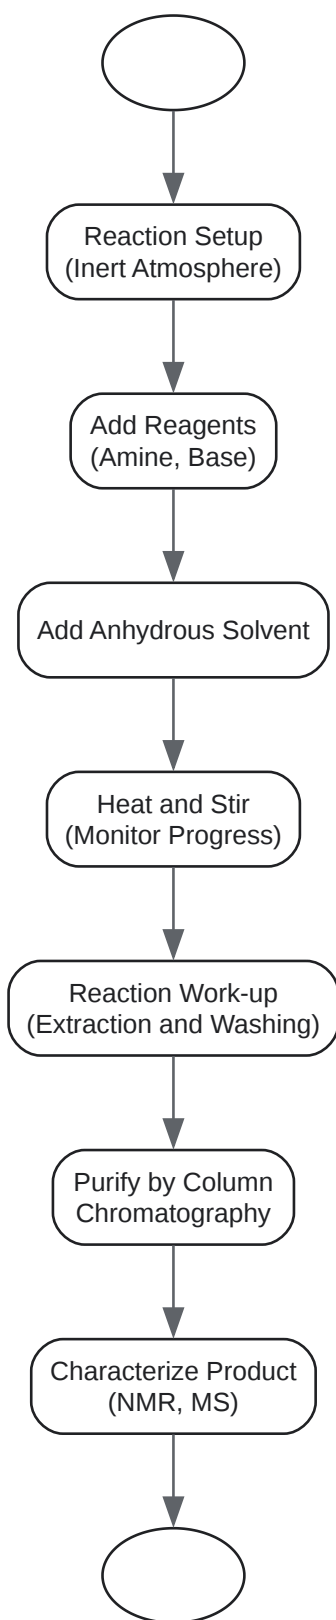 Reaction Setup
(Inert Atmosphere)
Add Reagents
(Amine, Base)
Add Anhydrous Solvent
Heat and Stir
(Monitor Progress)
Reaction Work-up
(Extraction and Washing)
Purify by Column
Chromatography
Characterize Product
(NMR, MS)